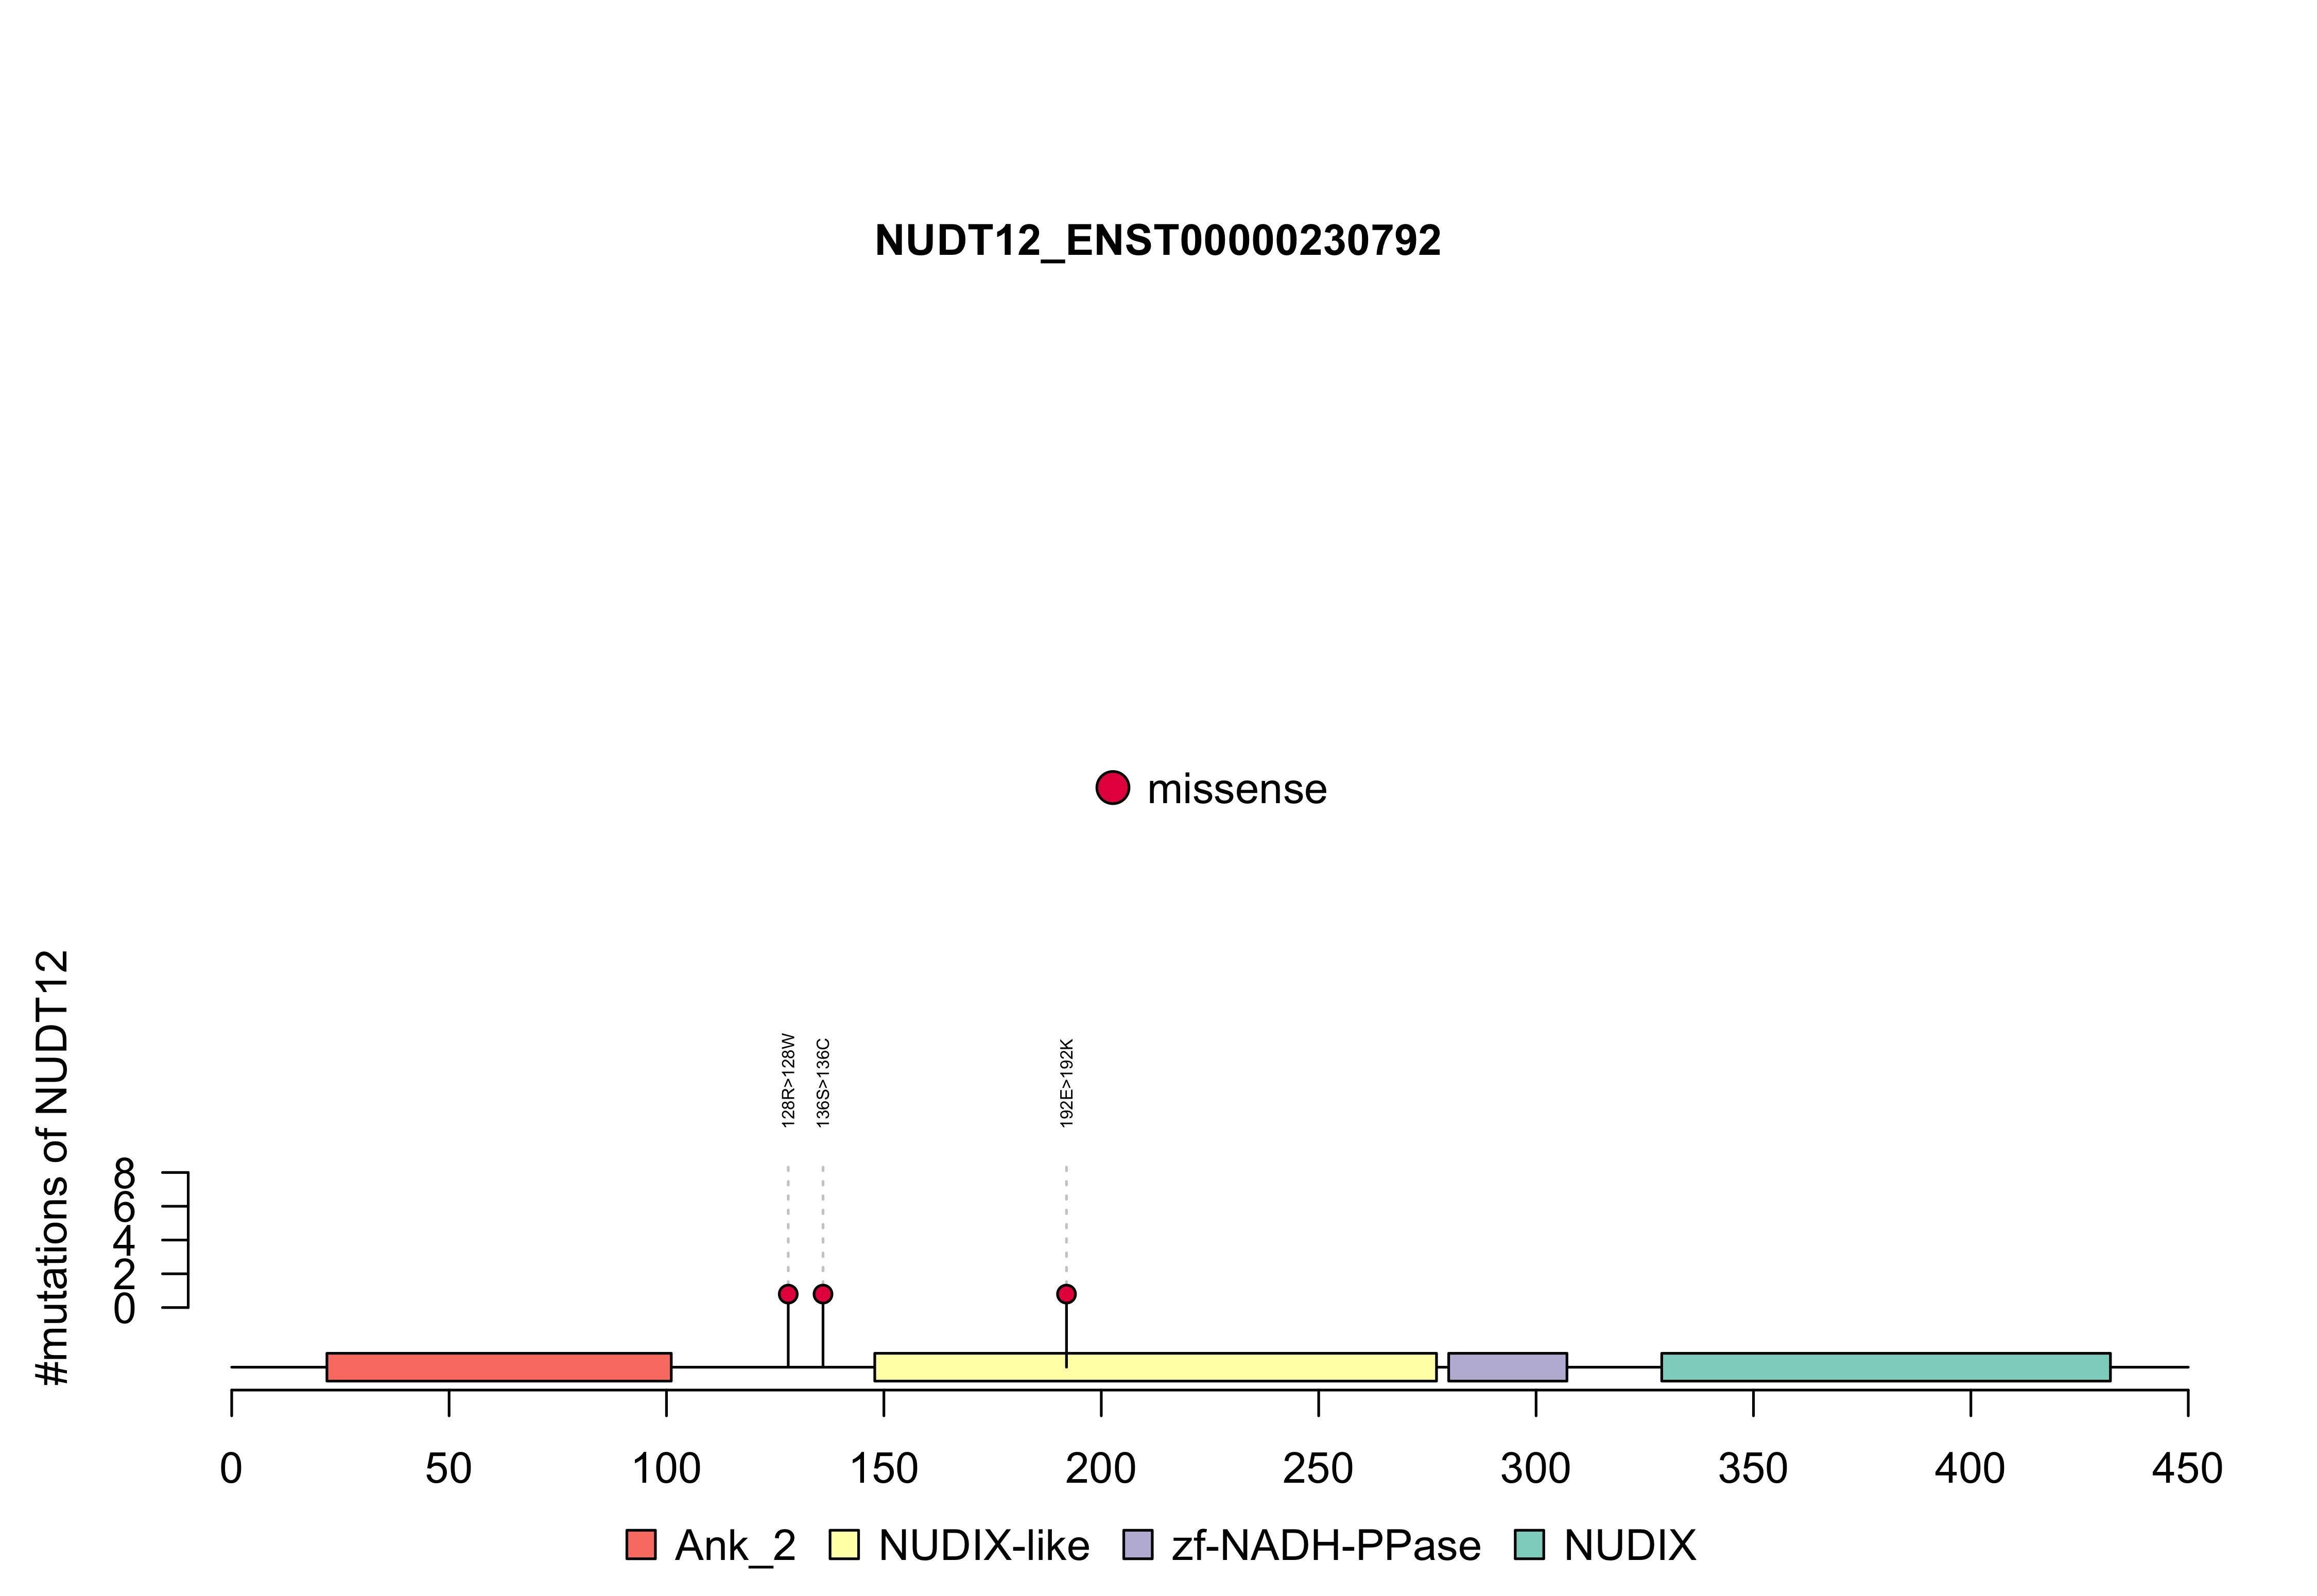 NUDT12_ENST00000230792
missense
#mutations of NUDT12
128R>128W
136S>136C
192E>192K
8
6
4
2
0
0 50 100 150 200 250 300 350 400 450
Ank_2 NUDIX-like zf-NADH-PPase NUDIX